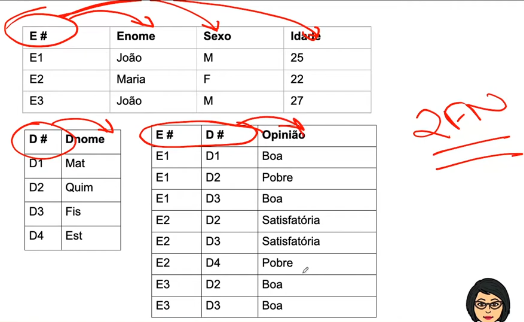 E # Enome Sexo Idade
E1 João M 25
E2 Maria F 22
E3 João M 27
2FN
D # Dnome
D1 Mat
D2 Quim
D3 Fis
D4 Est
E # D # Opinião
E1 D1 Boa
E1 D2 Pobre
E1 D3 Boa
E2 D2 Satisfatória
E2 D3 Satisfatória
E2 D4 Pobre
E3 D2 Boa
E3 D3 Boa